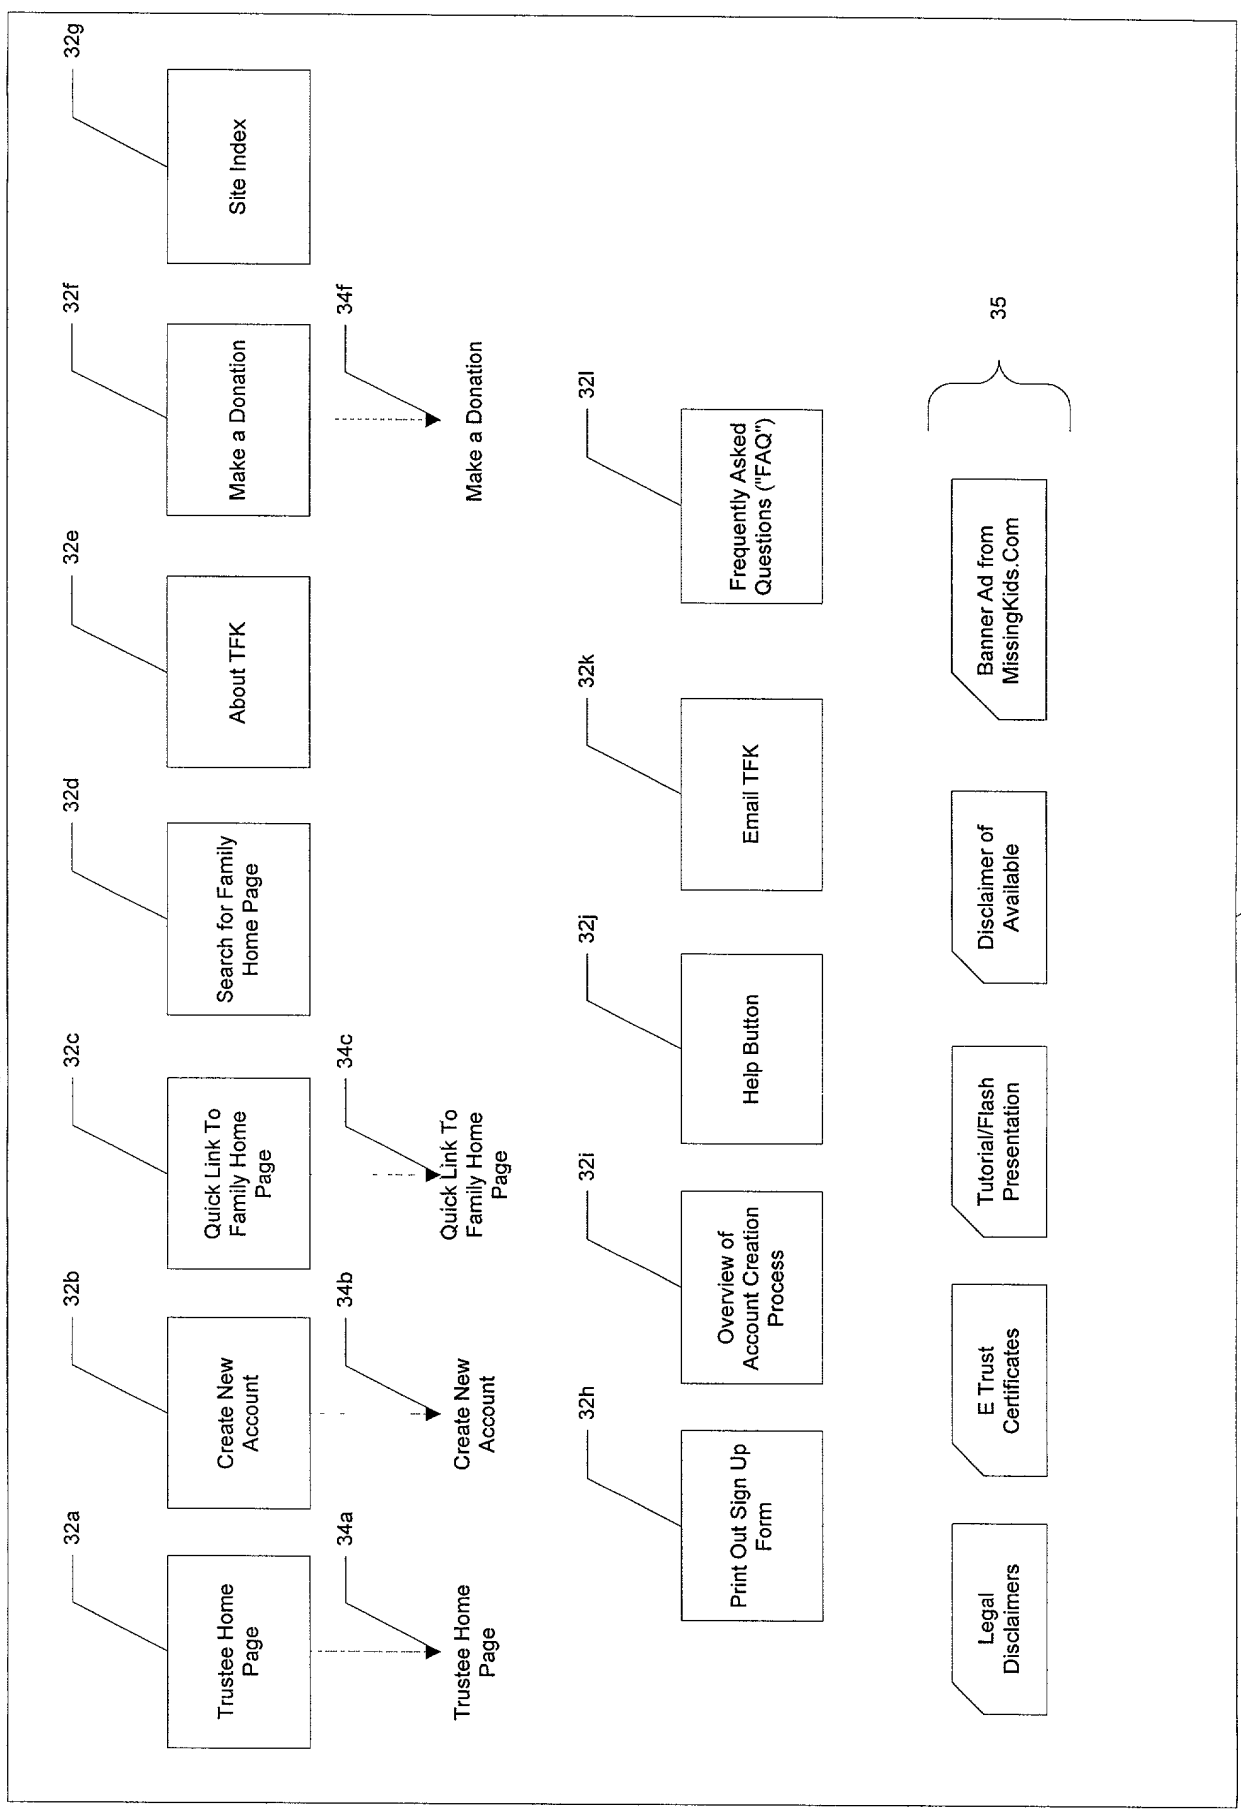 32a
32b
32c
32d
32e
32f
32g
Trustee Home
Page
Create New
Account
Quick Link To
Family Home
Page
Search for Family
Home Page
About TFK
Make a Donation
Site Index
34a
34b
34c
34f
Trustee Home
Page
Create New
Account
Quick Link To
Family Home
Page
Make a Donation
32h
32i
32j
32k
32l
Print Out Sign Up
Form
Overview of
Account Creation
Process
Help Button
Email TFK
Frequently Asked
Questions ("FAQ")
Legal
Disclaimers
E Trust
Certificates
Tutorial/Flash
Presentation
Disclaimer of
Available
Banner Ad from
MissingKids.Com
35